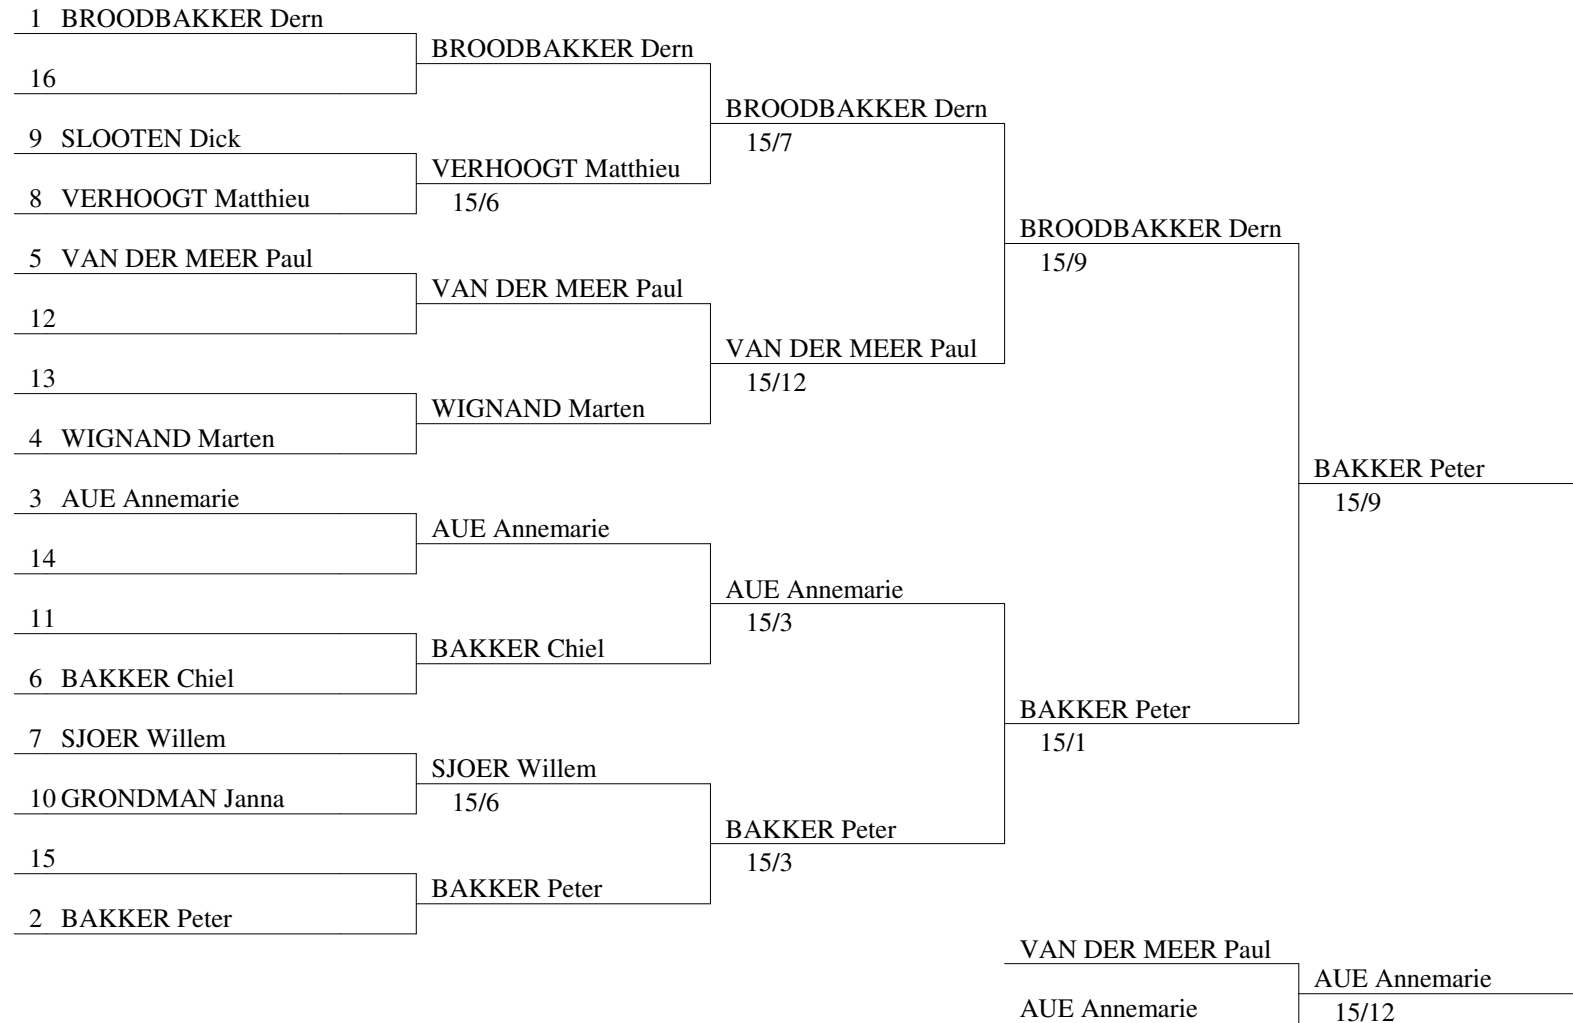 1 BROODBAKKER Dern
16
9 SLOOTEN Dick
8 VERHOOGT Matthieu
5 VAN DER MEER Paul
12
13
4 WIGNAND Marten
3 AUE Annemarie
14
11
6 BAKKER Chiel
7 SJOER Willem
10 GRONDMAN Janna
15
2 BAKKER Peter
BROODBAKKER Dern
VERHOOGT Matthieu
15/6
VAN DER MEER Paul
WIGNAND Marten
AUE Annemarie
BAKKER Chiel
SJOER Willem
15/6
BAKKER Peter
BROODBAKKER Dern
15/7
VAN DER MEER Paul
15/12
AUE Annemarie
15/3
BAKKER Peter
15/3
BROODBAKKER Dern
15/9
BAKKER Peter
15/1
BAKKER Peter
15/9
VAN DER MEER Paul
AUE Annemarie
AUE Annemarie
15/12